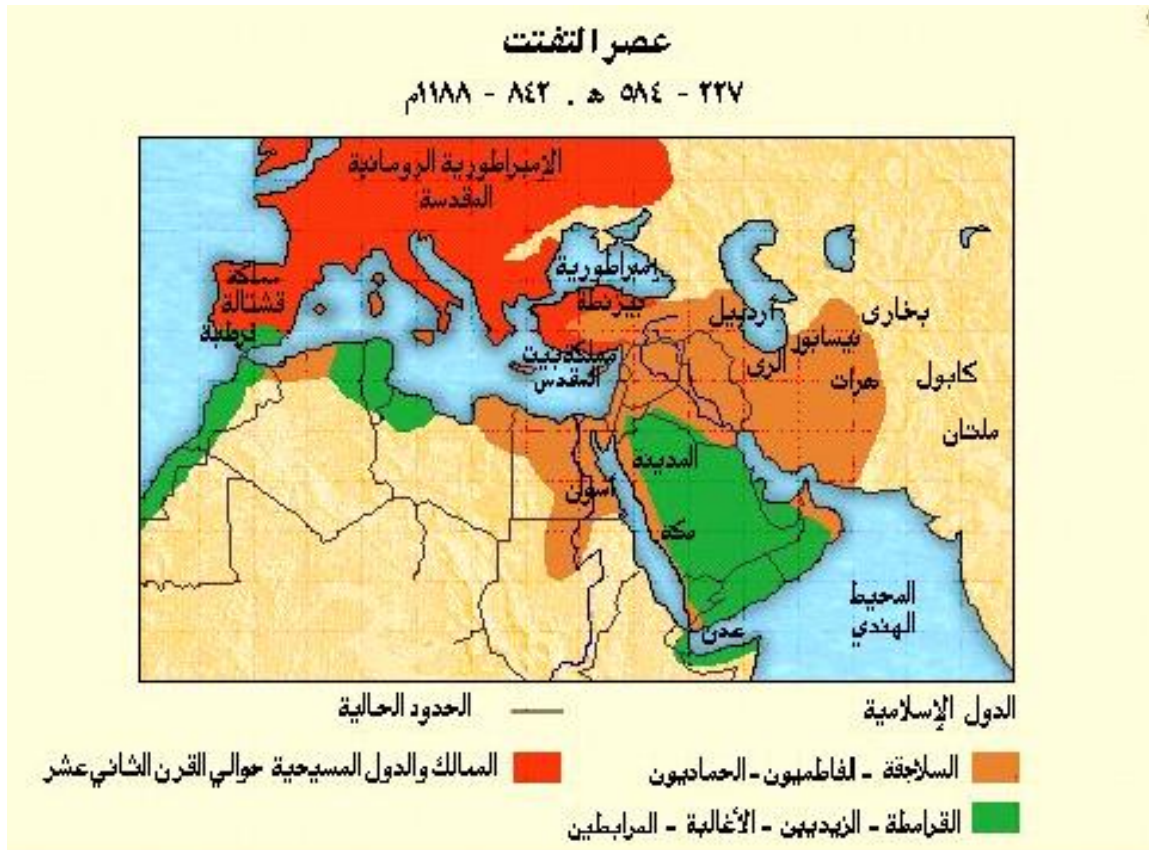 عصر التفتت
٢٢٧ - ٥٨٤ هـ . ٨٤٢ - ١١٨٨م
الإمبراطورية الرومانية
المقدسة
إمبراطورية
بيزنطة
مملكة
قشتالة
قرطبة
مملكة بيت
المقدس
أردبيل
بخارى
نيسابور
الري
هرات
كابول
ملتان
المدينة
أسوان
مكة
عدن
المحيط
الهندي
الدول الإسلامية
الحدود الحالية
السلاجقة - الفاطميون - الحماديون
الممالك والدول المسيحية حوالي القرن الثاني عشر
القرامطة - الزيديين - الأغالبة - المرابطين